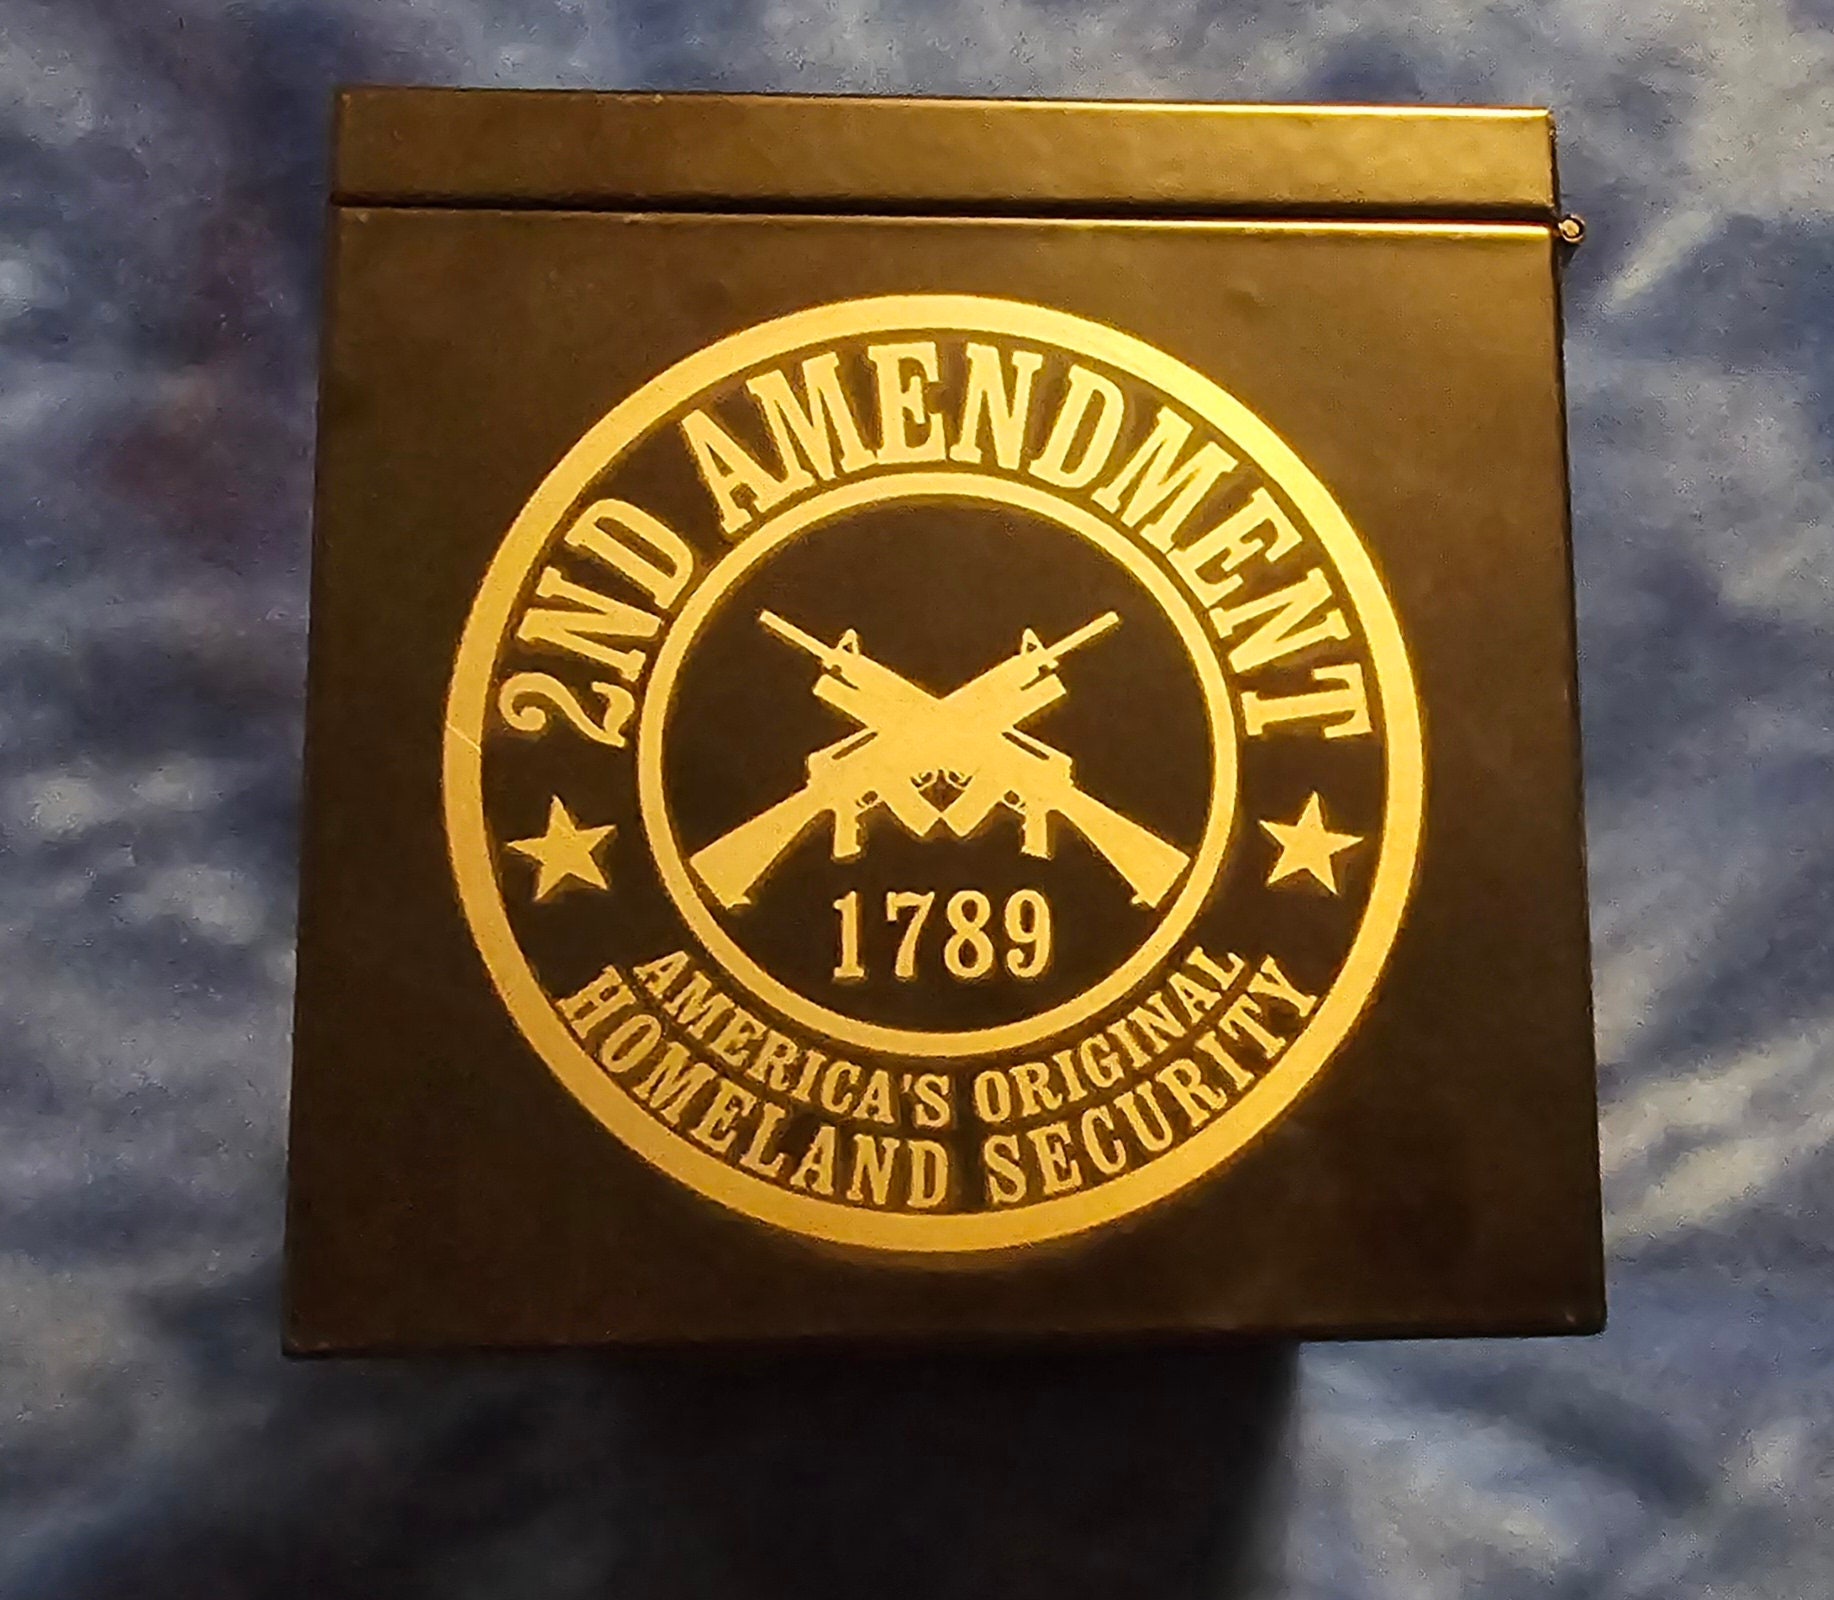 2ND AMENDMENT
1789
AMERICA'S ORIGINAL
HOMELAND SECURITY